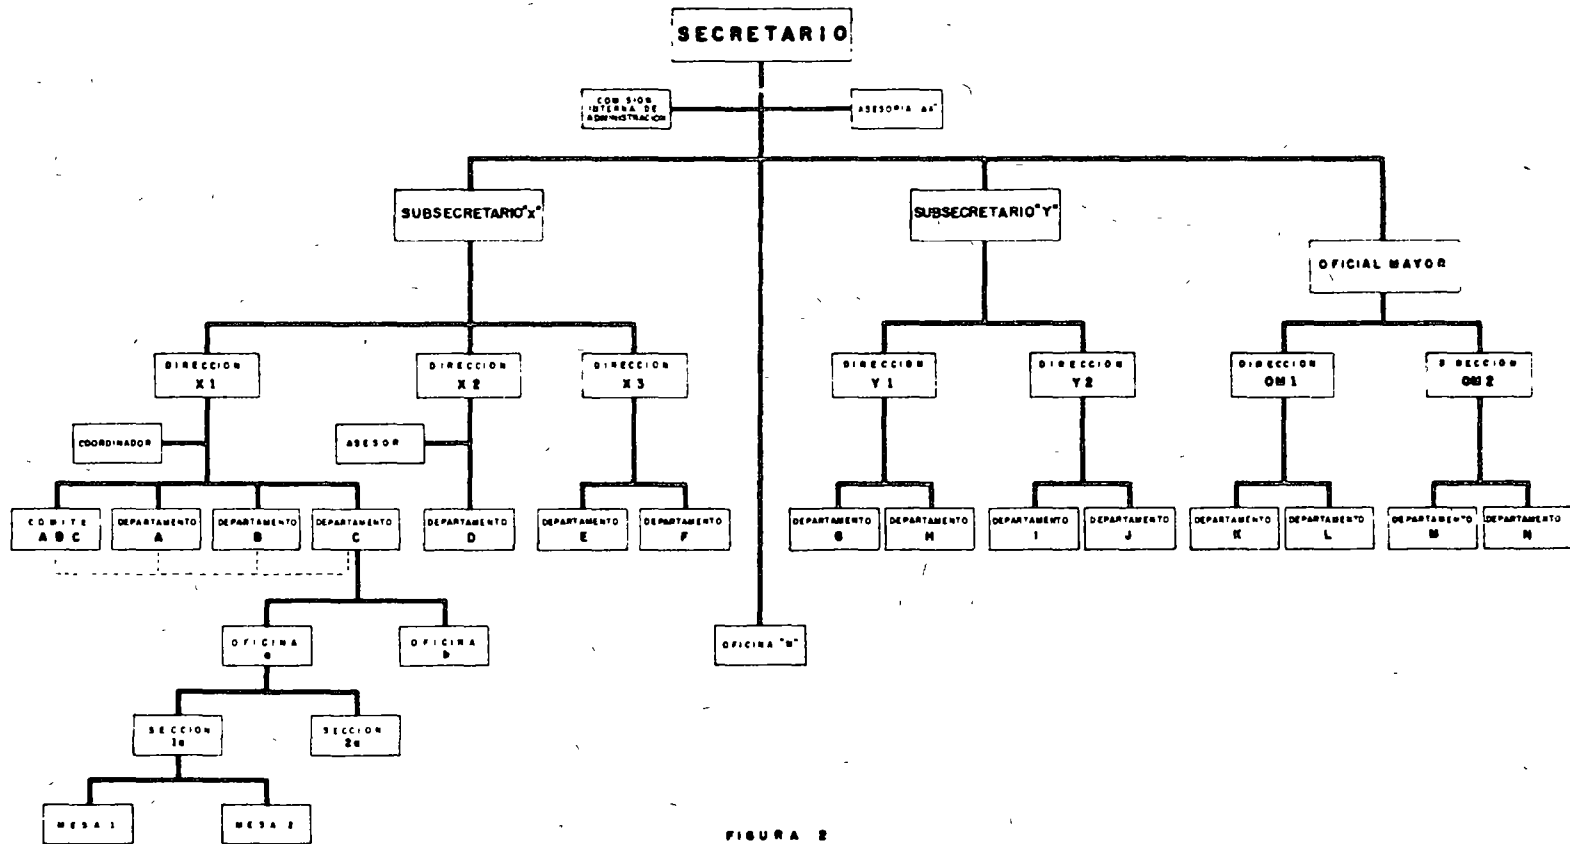 SECRETARIO
COMISION
INTERNA DE
ADMINISTRACION
ASESORIA "AA"
SUBSECRETARIO "X"
SUBSECRETARIO "Y"
OFICIAL MAYOR
DIRECCION
X 1
DIRECCION
X 2
DIRECCION
X 3
DIRECCION
Y 1
DIRECCION
Y 2
DIRECCION
OM 1
DIRECCION
OM 2
COORDINADOR
ASESOR
COMITE
A B C
DEPARTAMENTO
A
DEPARTAMENTO
B
DEPARTAMENTO
C
DEPARTAMENTO
D
DEPARTAMENTO
E
DEPARTAMENTO
F
DEPARTAMENTO
G
DEPARTAMENTO
H
DEPARTAMENTO
I
DEPARTAMENTO
J
DEPARTAMENTO
K
DEPARTAMENTO
L
DEPARTAMENTO
M
DEPARTAMENTO
N
OFICINA
a
OFICINA
b
OFICINA "N"
SECCION
1a
SECCION
2a
MESA 1
MESA 2
FIGURA 2